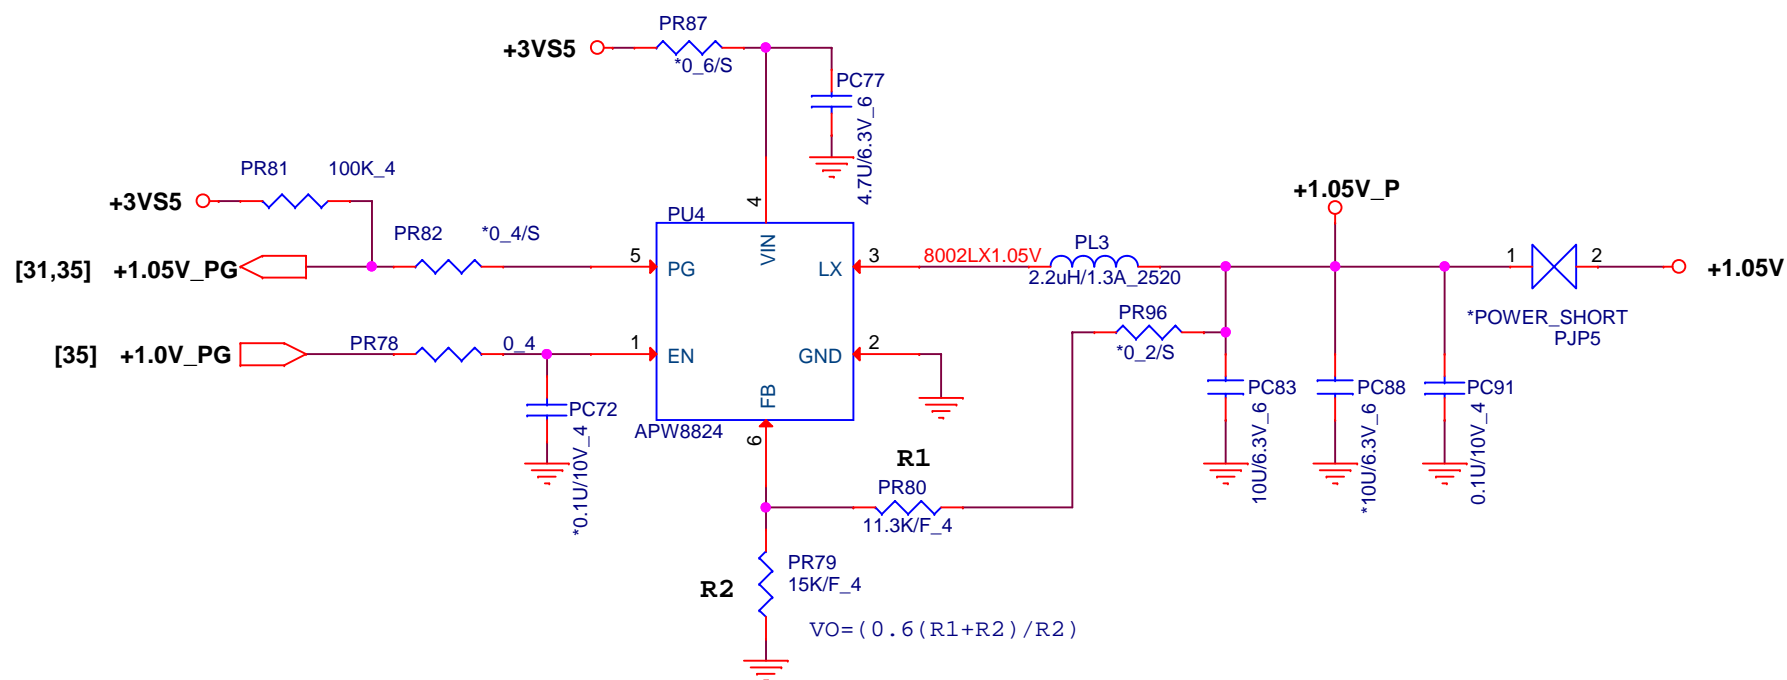 PR87
+3VS5
*0_6/S
PC77
4.7U/6.3V_6
PR81 100K_4
+3VS5
PR82 *0_4/S
[31,35] +1.05V_PG
[35] +1.0V_PG
PR78 0_4
PC72
*0.1U/10V_4
PU4
4
VIN
5 PG
LX 3
1 EN
GND 2
FB
6
APW8824
8002LX1.05V
PL3
2.2uH/1.3A_2520
+1.05V_P
1 2
+1.05V
*POWER_SHORT
PJP5
PR96
*0_2/S
PC83
10U/6.3V_6
PC88
*10U/6.3V_6
PC91
0.1U/10V_4
R1
PR80
11.3K/F_4
R2
PR79
15K/F_4
VO=(0.6(R1+R2)/R2)